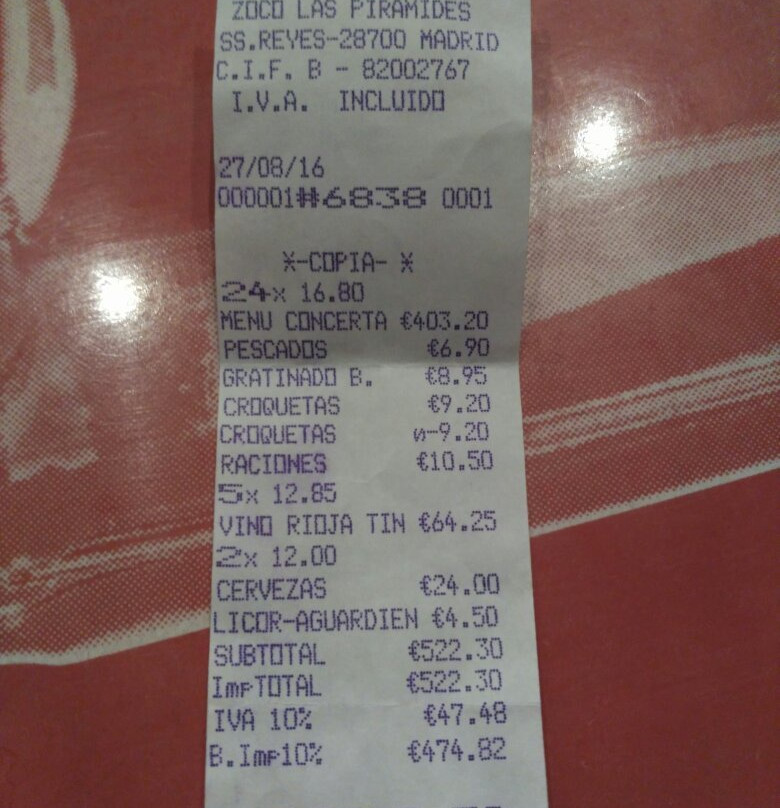 ZOCO LAS PIRAMIDES
SS.REYES-28700 MADRID
C.I.F. B - 82002767
I.V.A. INCLUIDO
27/08/16
000001#6838 0001
*-COPIA- *
24x 16.80
MENU CONCERTA €403.20
PESCADOS €6.90
GRATINADO B. €8.95
CROQUETAS €9.20
CROQUETAS -9.20
RACIONES €10.50
5x 12.85
VINO RIOJA TIN €64.25
2x 12.00
CERVEZAS €24.00
LICOR-AGUARDIEN €4.50
SUBTOTAL €522.30
ImpTOTAL €522.30
IVA 10% €47.48
B.Imp10% €474.82